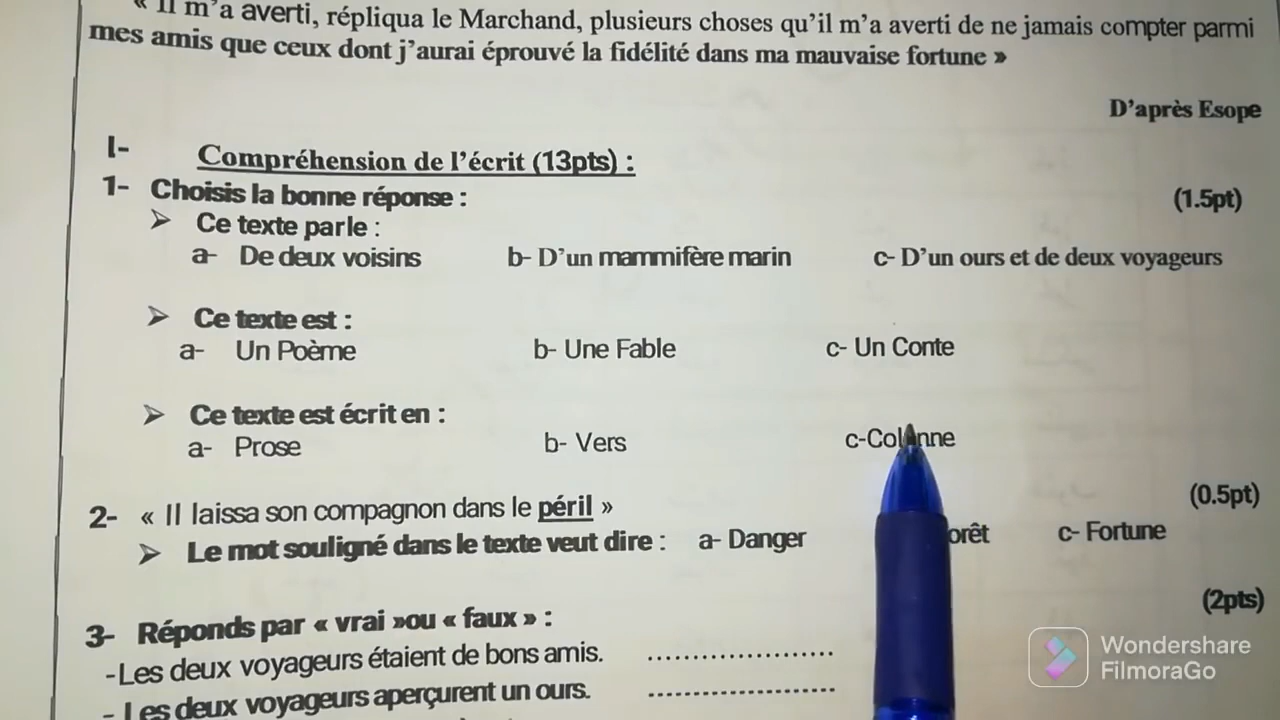 « Il m'a averti, répliqua le Marchand, plusieurs choses qu'il m'a averti de ne jamais compter parmi
mes amis que ceux dont j'aurai éprouvé la fidélité dans ma mauvaise fortune »
D'après Esope
I- Compréhension de l'écrit (13pts) :
1- Choisis la bonne réponse : (1.5pt)
➢ Ce texte parle :
a- De deux voisins b- D'un mammifère marin c- D'un ours et de deux voyageurs
➢ Ce texte est :
a- Un Poème b- Une Fable c- Un Conte
➢ Ce texte est écrit en :
a- Prose b- Vers
2- « Il laissa son compagnon dans le péril » (0.5pt)
➢ Le mot souligné dans le texte veut dire : a- Danger c- Fortune
(2pts)
3- Réponds par « vrai »ou « faux » :
-Les deux voyageurs étaient de bons amis. ....................
- Les deux voyageurs aperçurent un ours. ....................
Wondershare
FilmoraGo